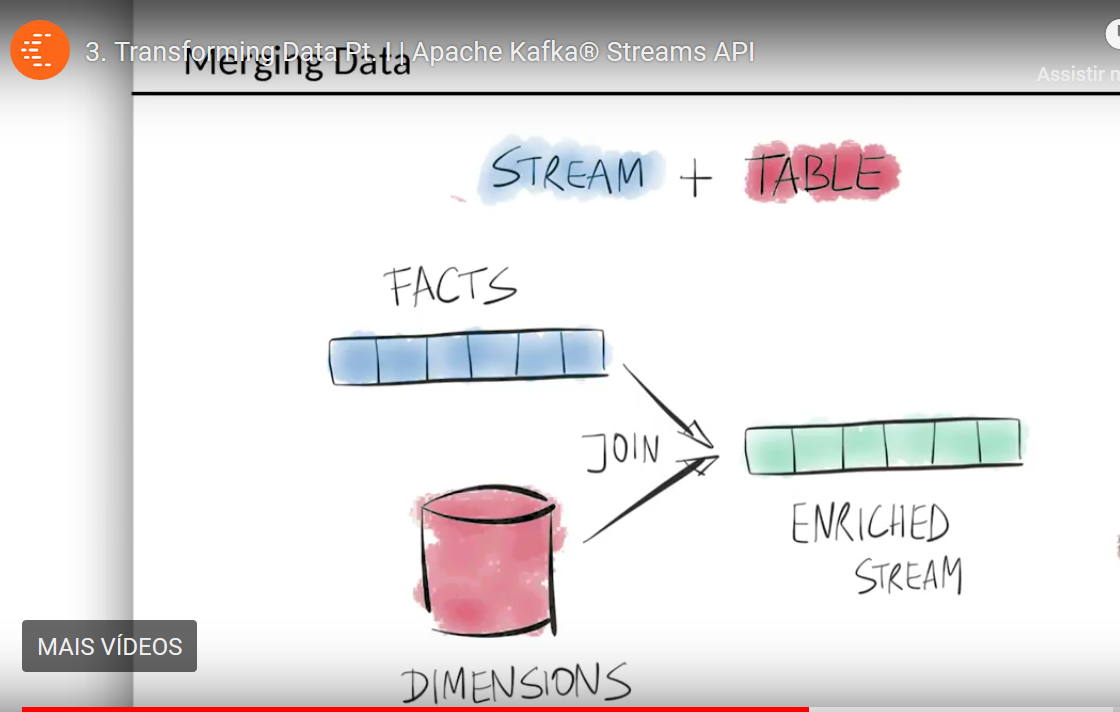 3. Transforming Data Pt. I | Apache Kafka® Streams API
Merging Data
Assistir
STREAM + TABLE
FACTS
JOIN
ENRICHED
STREAM
MAIS VÍDEOS
DIMENSIONS